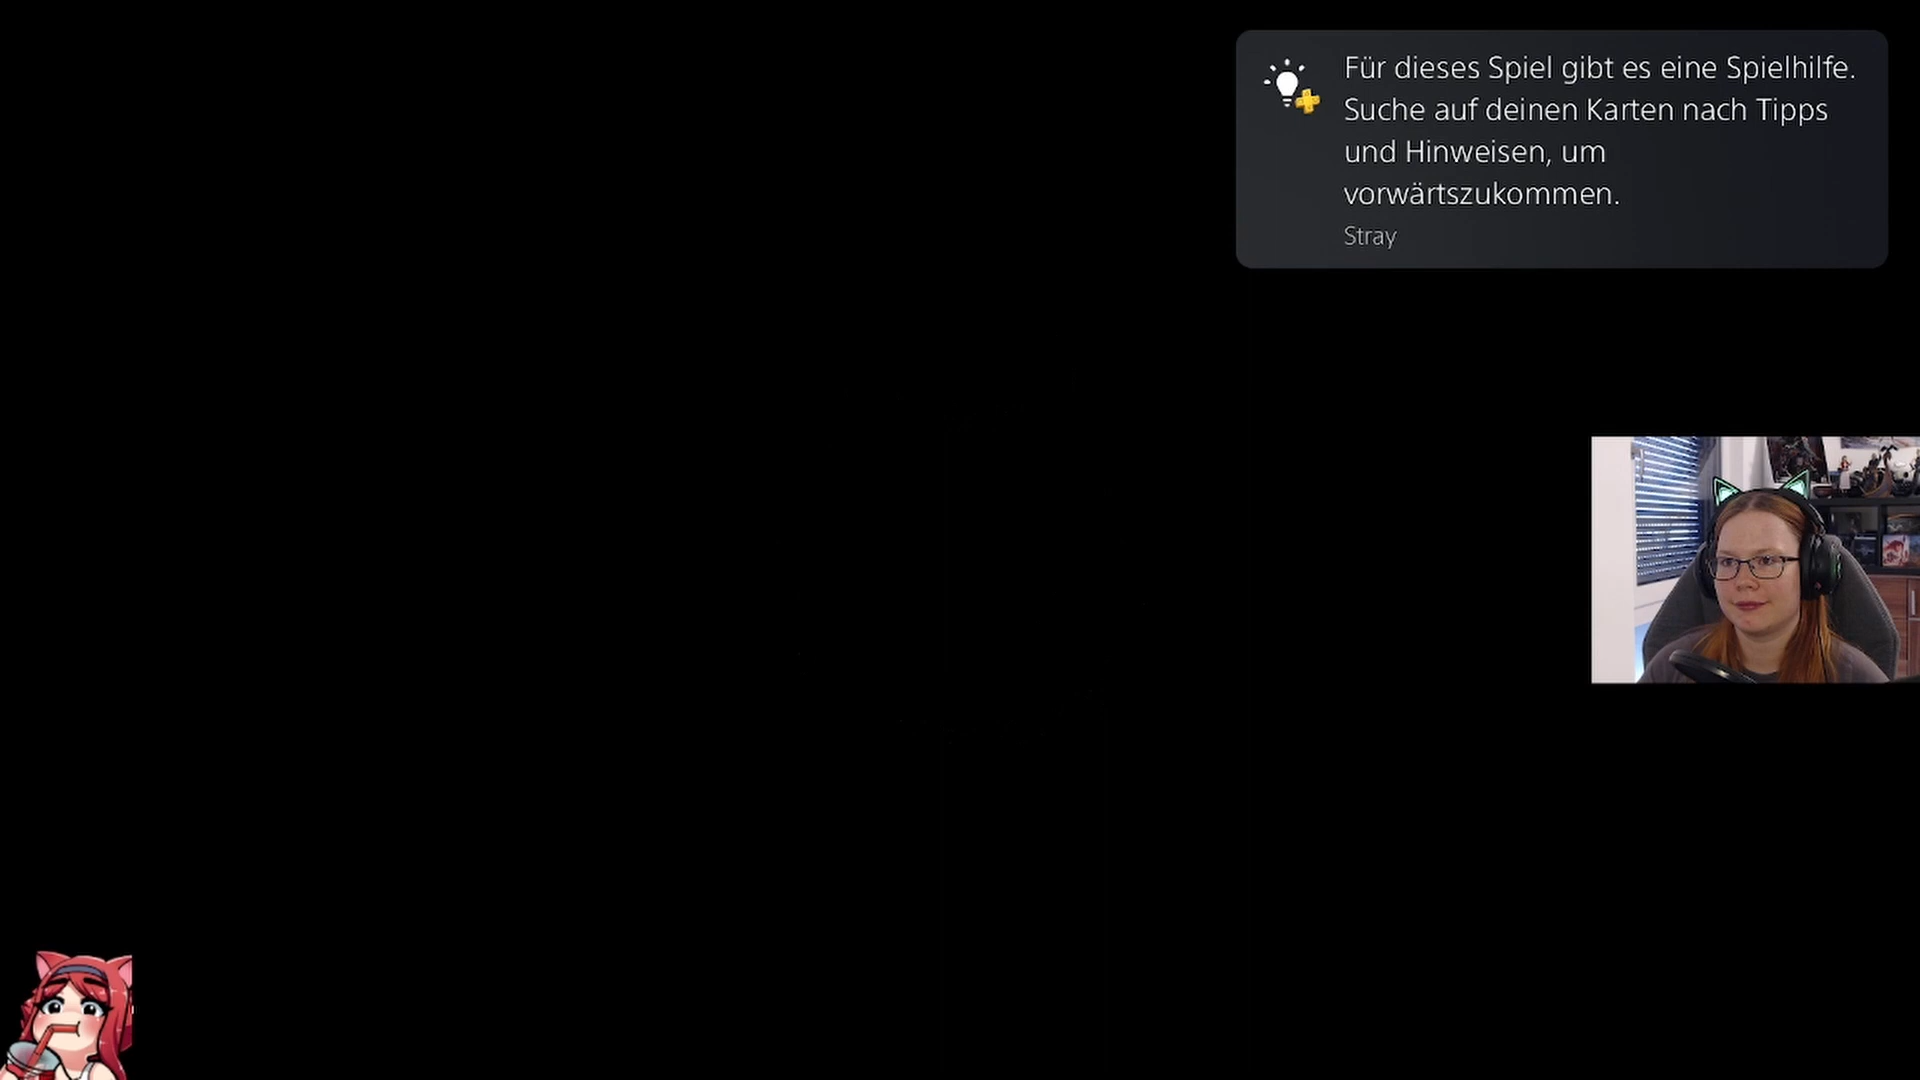 Für dieses Spiel gibt es eine Spielhilfe.
Suche auf deinen Karten nach Tipps
und Hinweisen, um
vorwärtszukommen.
Stray